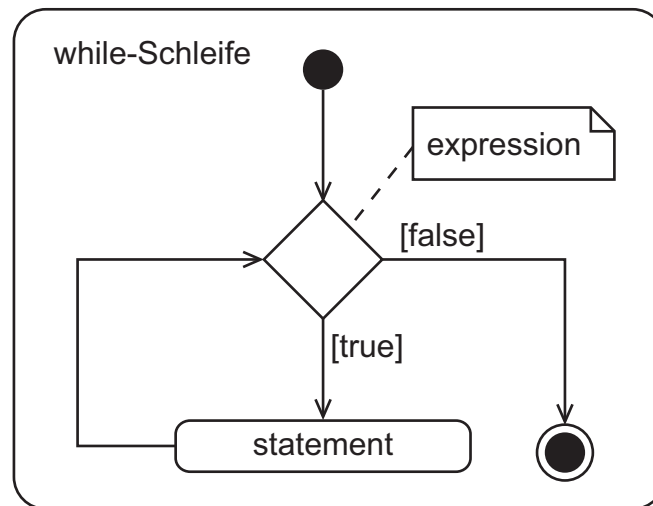 while-Schleife
expression
[false]
[true]
statement